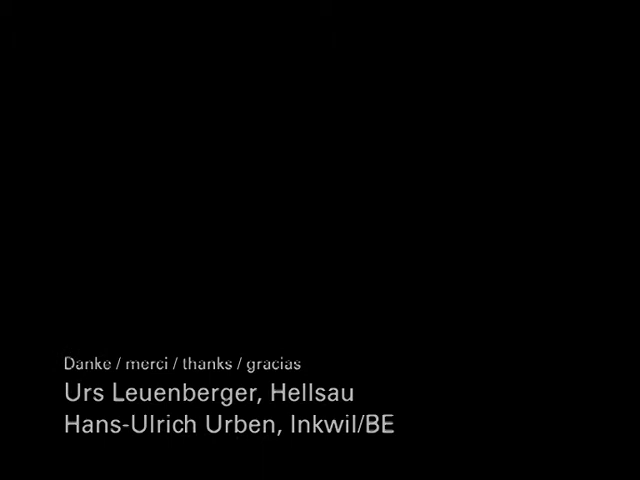 Danke / merci / thanks / gracias
Urs Leuenberger, Hellsau
Hans-Ulrich Urben, Inkwil/BE